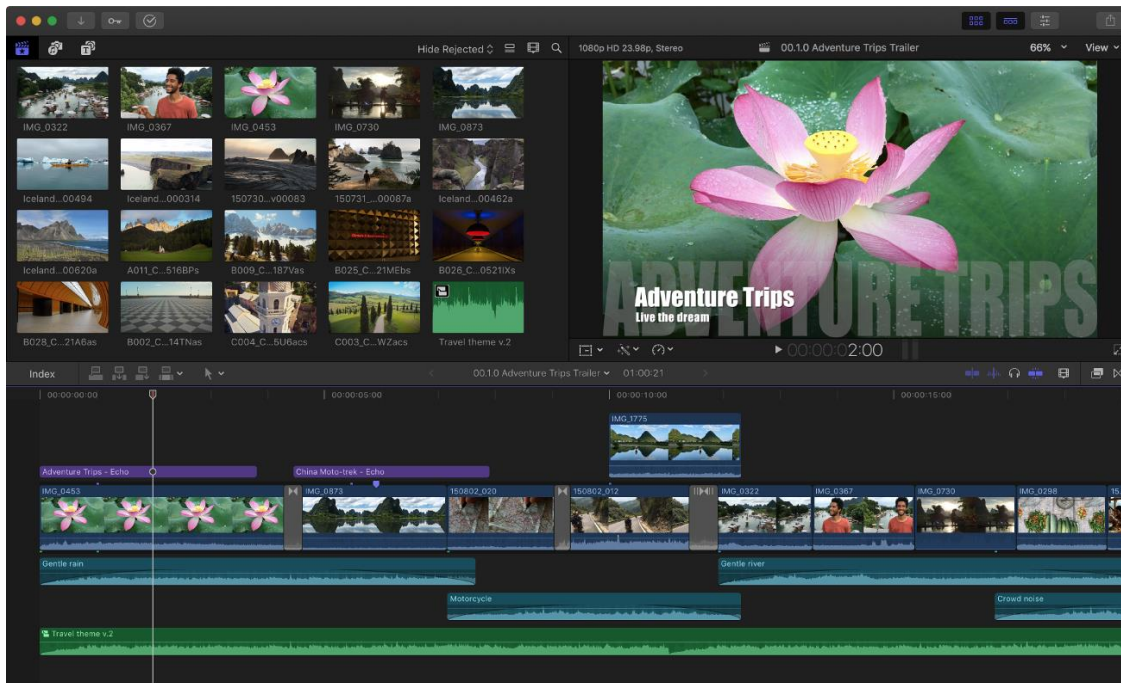 Hide Rejected
1080p HD 23.98p, Stereo
00.1.0 Adventure Trips Trailer
66%
View
IMG_0322
IMG_0367
IMG_0453
IMG_0730
IMG_0873
Iceland...00494
Iceland...000314
150730...v00083
150731_...00087a
Iceland...00462a
Iceland...00620a
A011_C...516BPs
B009_C...187Vas
B025_C...21MEbs
B026_C...0521IXs
B028_C...21A6as
B002_C...14TNas
C004_C...5U6acs
C003_C...WZacs
Travel theme v.2
ADVENTURE TRIPS
Adventure Trips
Live the dream
00:00:02:00
Index
00.1.0 Adventure Trips Trailer
01:00:21
00:00:00:00
00:00:05:00
00:00:10:00
00:00:15:00
IMG_1775
Adventure Trips - Echo
China Moto-trek - Echo
IMG_0453
IMG_0873
150802_020
150802_012
IMG_0322
IMG_0367
IMG_0730
IMG_0298
15
Gentle rain
Gentle river
Motorcycle
Crowd noise
Travel theme v.2